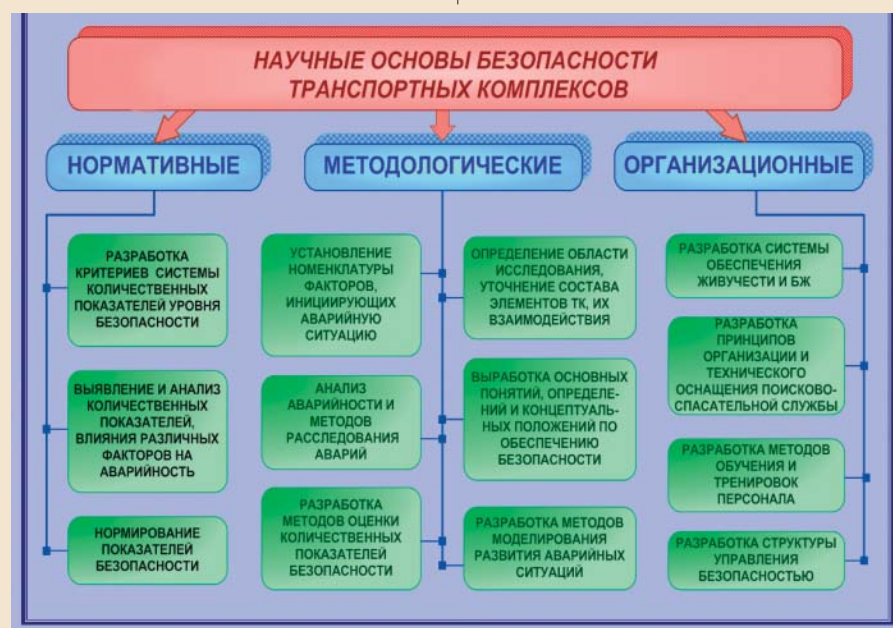 НАУЧНЫЕ ОСНОВЫ БЕЗОПАСНОСТИ
ТРАНСПОРТНЫХ КОМПЛЕКСОВ
НОРМАТИВНЫЕ
РАЗРАБОТКА
КРИТЕРИЕВ СИСТЕМЫ
КОЛИЧЕСТВЕННЫХ
ПОКАЗАТЕЛЕЙ УРОВНЯ
БЕЗОПАСНОСТИ
ВЫЯВЛЕНИЕ И АНАЛИЗ
КОЛИЧЕСТВЕННЫХ
ПОКАЗАТЕЛЕЙ,
ВЛИЯНИЯ РАЗЛИЧНЫХ
ФАКТОРОВ НА
АВАРИЙНОСТЬ
НОРМИРОВАНИЕ
ПОКАЗАТЕЛЕЙ
БЕЗОПАСНОСТИ
МЕТОДОЛОГИЧЕСКИЕ
УСТАНОВЛЕНИЕ
НОМЕНКЛАТУРЫ
ФАКТОРОВ,
ИНИЦИИРУЮЩИХ
АВАРИЙНУЮ
СИТУАЦИЮ
АНАЛИЗ
АВАРИЙНОСТИ И
МЕТОДОВ
РАССЛЕДОВАНИЯ
АВАРИЙ
РАЗРАБОТКА
МЕТОДОВ ОЦЕНКИ
КОЛИЧЕСТВЕННЫХ
ПОКАЗАТЕЛЕЙ
БЕЗОПАСНОСТИ
ОПРЕДЕЛЕНИЕ ОБЛАСТИ
ИССЛЕДОВАНИЯ,
УТОЧНЕНИЕ СОСТАВА
ЭЛЕМЕНТОВ ТК, ИХ
ВЗАИМОДЕЙСТВИЯ
ВЫРАБОТКА ОСНОВНЫХ
ПОНЯТИЙ, ОПРЕДЕЛЕ-
НИЙ И КОНЦЕПТУАЛЬ-
НЫХ ПОЛОЖЕНИЙ ПО
ОБЕСПЕЧЕНИЮ
БЕЗОПАСНОСТИ
РАЗРАБОТКА МЕТОДОВ
МОДЕЛИРОВАНИЯ
РАЗВИТИЯ АВАРИЙНЫХ
СИТУАЦИЙ
ОРГАНИЗАЦИОННЫЕ
РАЗРАБОТКА СИСТЕМЫ
ОБЕСПЕЧЕНИЯ
ЖИВУЧЕСТИ И БЖ
РАЗРАБОТКА
ПРИНЦИПОВ
ОРГАНИЗАЦИИ И
ТЕХНИЧЕСКОГО
ОСНАЩЕНИЯ ПОИСКОВО-
СПАСАТЕЛЬНОЙ СЛУЖБЫ
РАЗРАБОТКА МЕТОДОВ
ОБУЧЕНИЯ И
ТРЕНИРОВОК
ПЕРСОНАЛА
РАЗРАБОТКА СТРУКТУРЫ
УПРАВЛЕНИЯ
БЕЗОПАСНОСТЬЮ